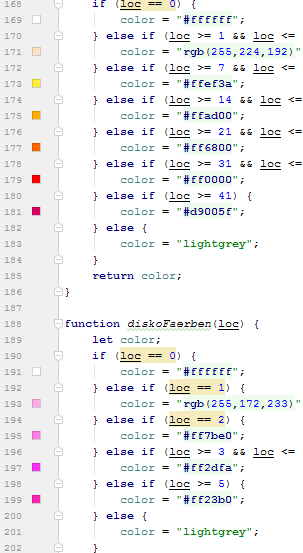 168 if (loc == 0) {
169 color = "#ffffff";
170 } else if (loc >= 1 && loc <=
171 color = "rgb(255,224,192)"
172 } else if (loc >= 7 && loc <=
173 color = "#ffef3a";
174 } else if (loc >= 14 && loc <=
175 color = "#ffad00";
176 } else if (loc >= 21 && loc <=
177 color = "#ff6800";
178 } else if (loc >= 31 && loc <=
179 color = "#ff0000";
180 } else if (loc >= 41) {
181 color = "#d9005f";
182 } else {
183 color = "lightgrey";
184 }
185 return color;
186 }
187
188 function diskoFaerben(loc) {
189 let color;
190 if (loc == 0) {
191 color = "#ffffff";
192 } else if (loc == 1) {
193 color = "rgb(255,172,233)"
194 } else if (loc == 2) {
195 color = "#ff7be0";
196 } else if (loc >= 3 && loc <=
197 color = "#ff2dfa";
198 } else if (loc >= 5) {
199 color = "#ff23b0";
200 } else {
201 color = "lightgrey";
202 }